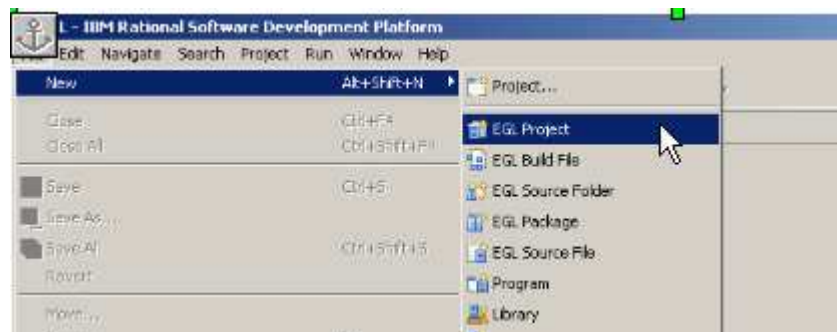 L - IBM Rational Software Development Platform
Edit Navigate Search Project Run Window Help
New Alt+Shift+N
Project...
Close Ctrl+F4
EGL Project
Close All Ctrl+Shift+F4
EGL Build File
Save Ctrl+S
EGL Source Folder
Save As...
EGL Package
Save All Ctrl+Shift+S
EGL Source File
Revert
Program
Move...
Library